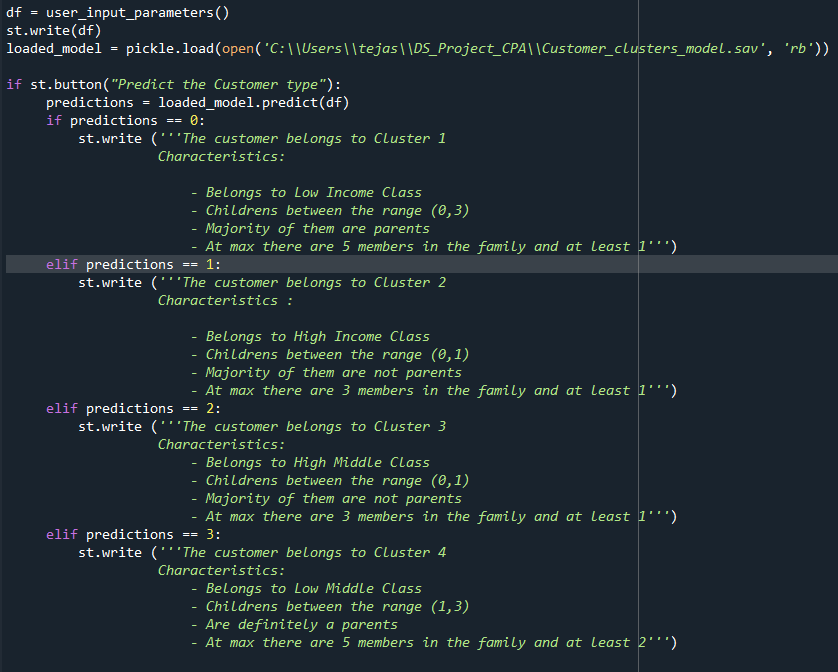 df = user_input_parameters()
st.write(df)
loaded_model = pickle.load(open('C:\\Users\\tejas\\DS_Project_CPA\\Customer_clusters_model.sav', 'rb'))
if st.button("Predict the Customer type"):
predictions = loaded_model.predict(df)
if predictions == 0:
st.write ('''The customer belongs to Cluster 1
Characteristics:
- Belongs to Low Income Class
- Childrens between the range (0,3)
- Majority of them are parents
- At max there are 5 members in the family and at least 1''')
elif predictions == 1:
st.write ('''The customer belongs to Cluster 2
Characteristics :
- Belongs to High Income Class
- Childrens between the range (0,1)
- Majority of them are not parents
- At max there are 3 members in the family and at least 1''')
elif predictions == 2:
st.write ('''The customer belongs to Cluster 3
Characteristics:
- Belongs to High Middle Class
- Childrens between the range (0,1)
- Majority of them are not parents
- At max there are 3 members in the family and at least 1''')
elif predictions == 3:
st.write ('''The customer belongs to Cluster 4
Characteristics:
- Belongs to Low Middle Class
- Childrens between the range (1,3)
- Are definitely a parents
- At max there are 5 members in the family and at least 2''')